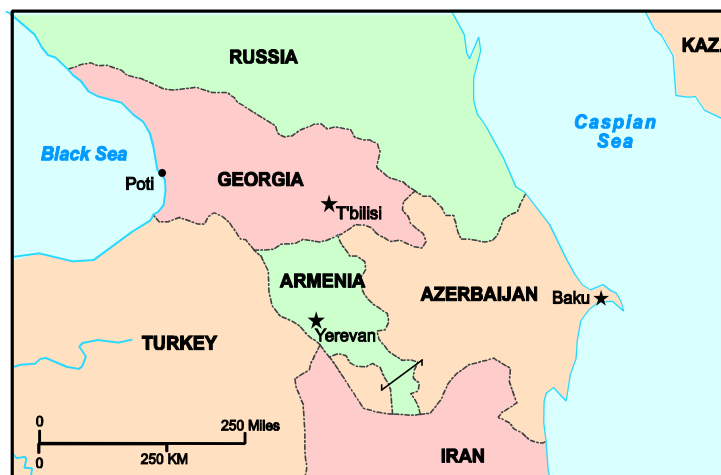 RUSSIA
KAZ.
Caspian
Sea
Black Sea
Poti
GEORGIA
T'bilisi
ARMENIA
AZERBAIJAN
Baku
Yerevan
TURKEY
0
250 Miles
0
250 KM
IRAN